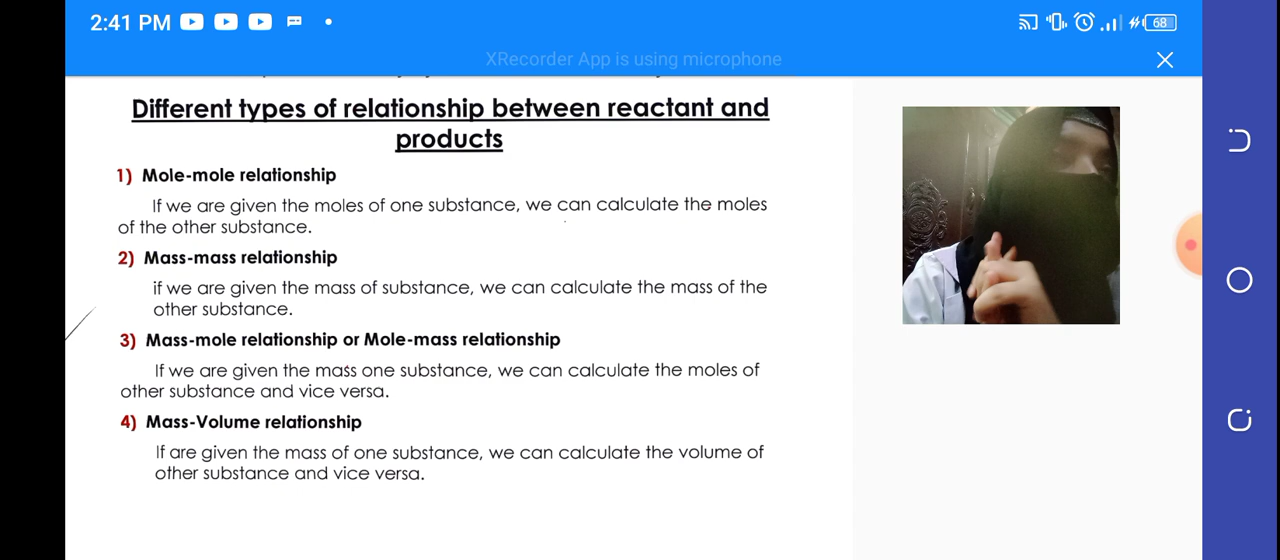 2:41 PM
68
XRecorder App is using microphone
Different types of relationship between reactant and
products
1) Mole-mole relationship
If we are given the moles of one substance, we can calculate the moles
of the other substance.
2) Mass-mass relationship
if we are given the mass of substance, we can calculate the mass of the
other substance.
3) Mass-mole relationship or Mole-mass relationship
If we are given the mass one substance, we can calculate the moles of
other substance and vice versa.
4) Mass-Volume relationship
If are given the mass of one substance, we can calculate the volume of
other substance and vice versa.